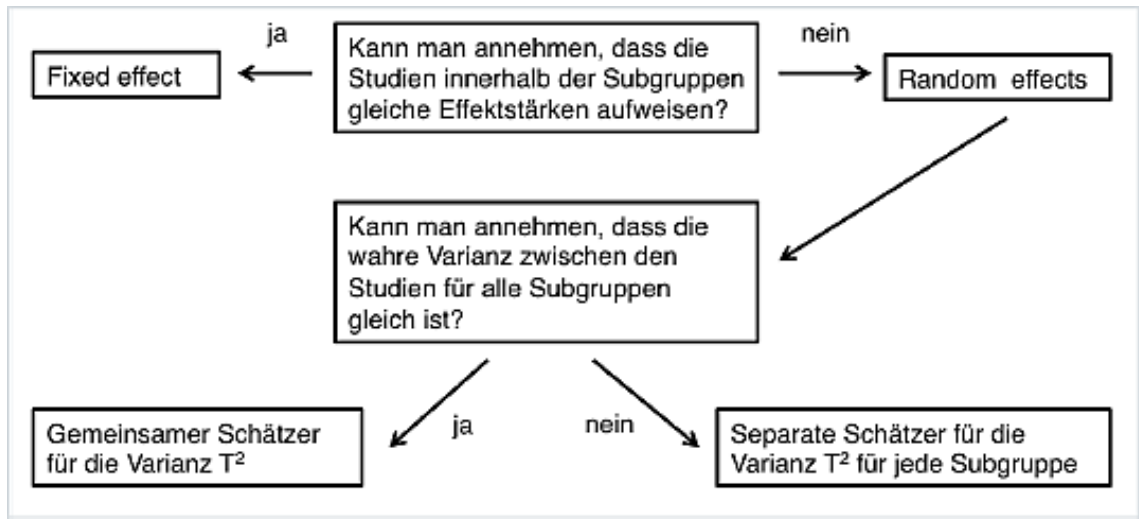 ja
nein
Fixed effect
Kann man annehmen, dass die
Studien innerhalb der Subgruppen
gleiche Effektstärken aufweisen?
Random effects
Kann man annehmen, dass die
wahre Varianz zwischen den
Studien für alle Subgruppen
gleich ist?
ja
nein
Gemeinsamer Schätzer
für die Varianz T²
Separate Schätzer für die
Varianz T² für jede Subgruppe